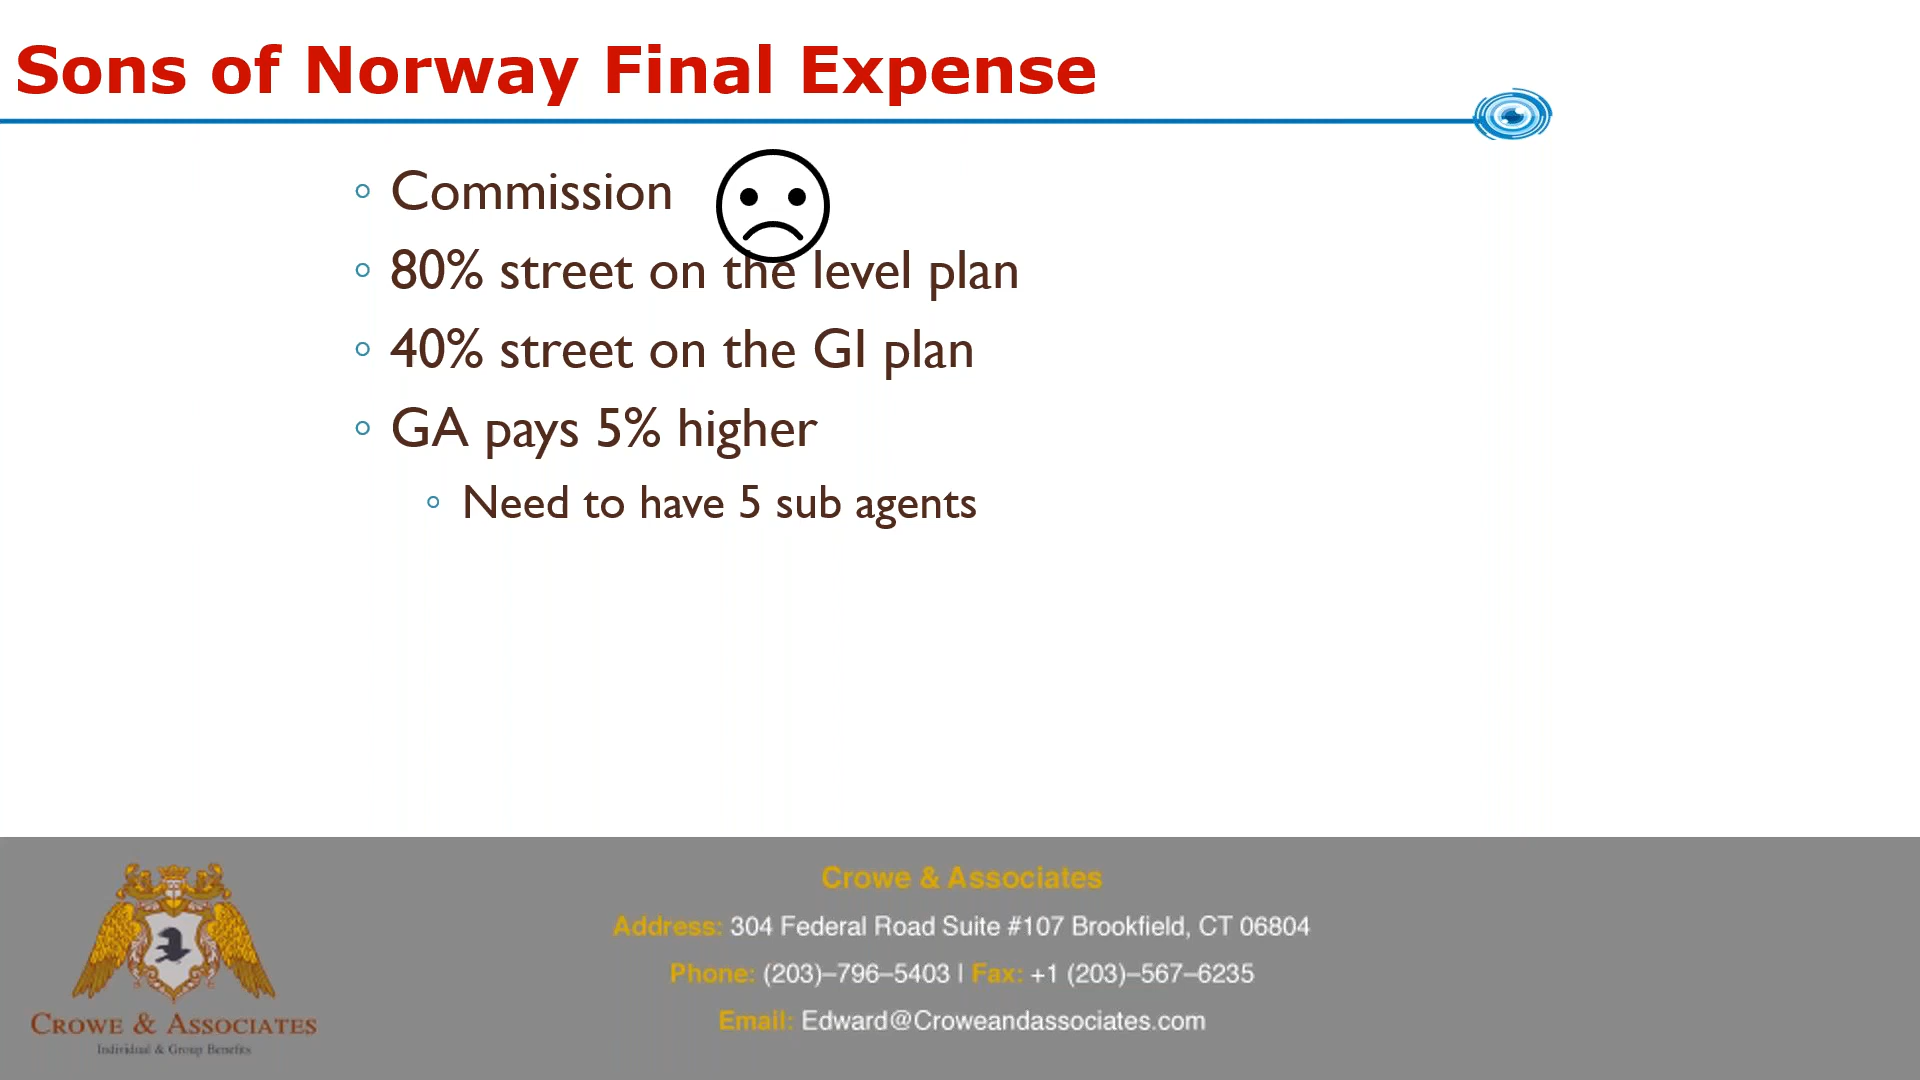 Sons of Norway Final Expense
Commission
80% street on the level plan
40% street on the GI plan
GA pays 5% higher
Need to have 5 sub agents
Crowe & Associates
Address: 304 Federal Road Suite #107 Brookfield, CT 06804
Phone: (203)–796–5403 | Fax: +1 (203)–567–6235
Email: Edward@Croweandassociates.com
CROWE & ASSOCIATES
Individual & Group Benefits